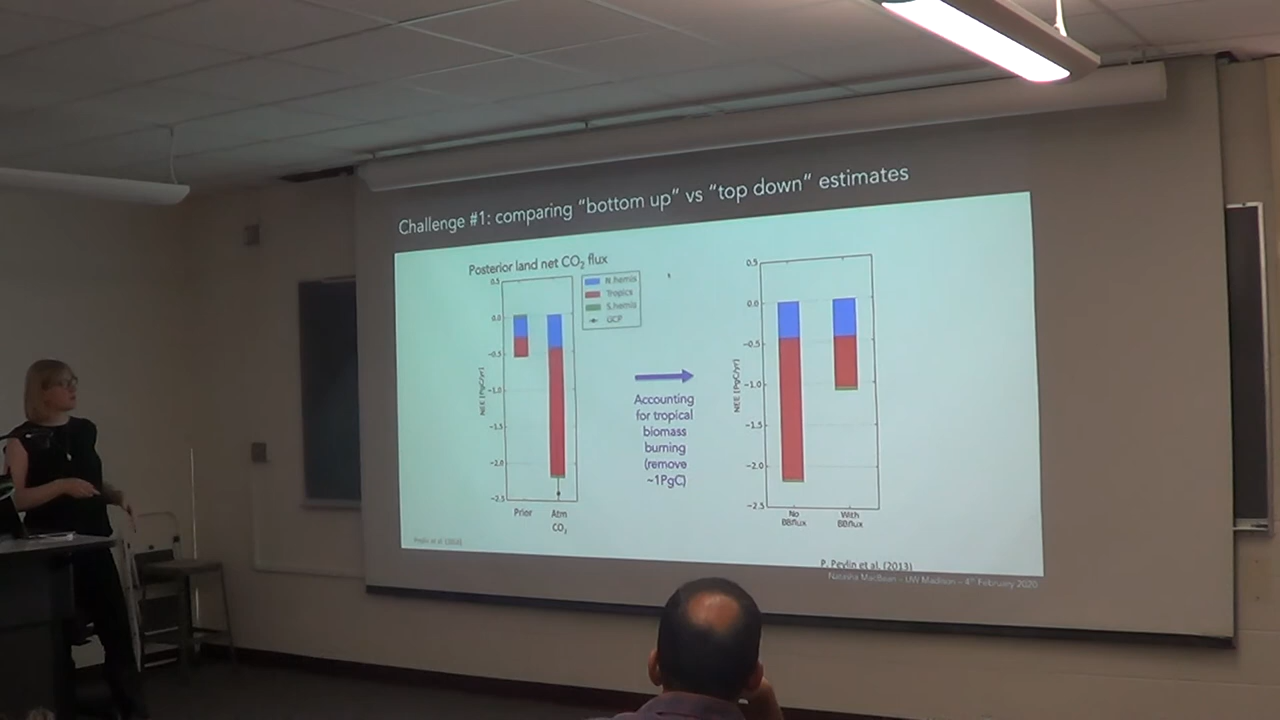 Challenge #1: comparing "bottom up" vs "top down" estimates
Posterior land net CO₂ flux
N.hemis
Tropics
S.hemis
GCP
0.5
0.0
−0.5
−1.0
−1.5
−2.0
−2.5
NEE [PgC/yr]
Prior
Atm
CO₂
Accounting
for tropical
biomass
burning
(remove
~1PgC)
0.5
0.0
−0.5
−1.0
−1.5
−2.0
−2.5
NEE [PgC/yr]
No
BBflux
With
BBflux
Peylin et al.
P. Peylin et al. (2013)
Natasha MacBean – UW Madison – 4th February 2020